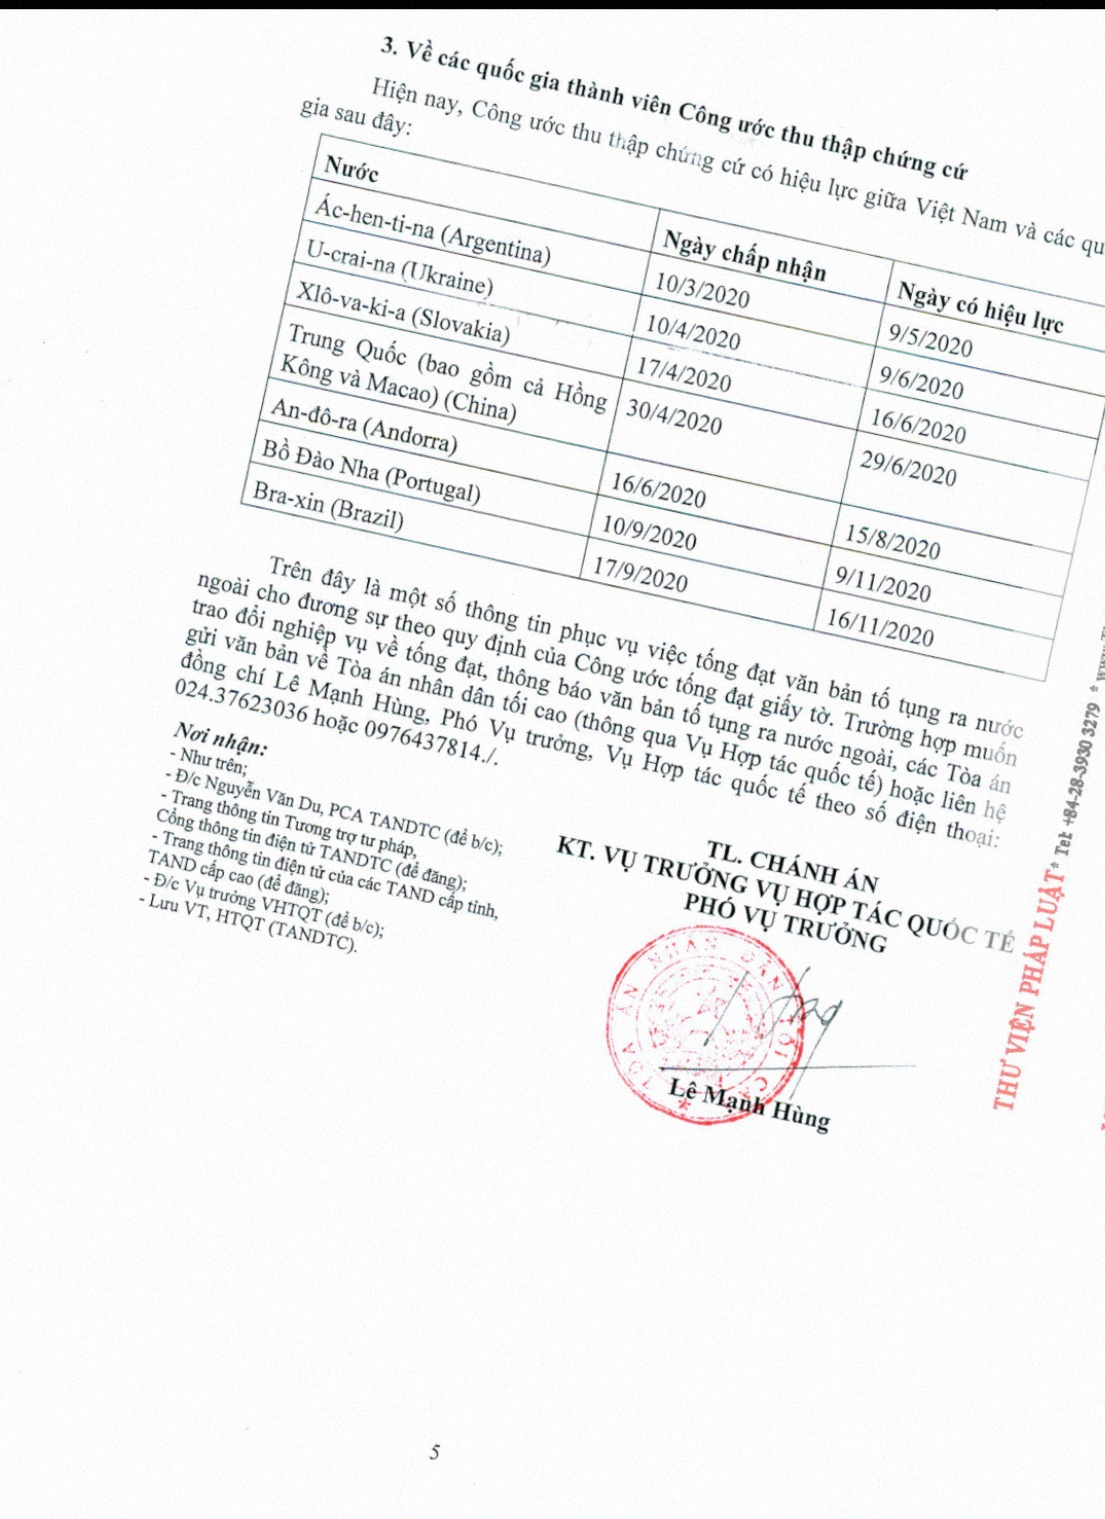 3. Về các quốc gia thành viên Công ước thu thập chứng cứ
Hiện nay, Công ước thu thập chứng cứ có hiệu lực giữa Việt Nam và các qu
gia sau đây:
Nước Ngày chấp nhận Ngày có hiệu lực
Ác-hen-ti-na (Argentina) 10/3/2020 9/5/2020
U-crai-na (Ukraine) 10/4/2020 9/6/2020
Xlô-va-ki-a (Slovakia) 17/4/2020 16/6/2020
Trung Quốc (bao gồm cả Hồng 30/4/2020 29/6/2020
Kông và Macao) (China)
An-đô-ra (Andorra) 16/6/2020 15/8/2020
Bồ Đào Nha (Portugal) 10/9/2020 9/11/2020
Bra-xin (Brazil) 17/9/2020 16/11/2020
Trên đây là một số thông tin phục vụ việc tống đạt văn bản tố tụng ra nước
ngoài cho đương sự theo quy định của Công ước tống đạt giấy tờ. Trường hợp muốn
trao đổi nghiệp vụ về tống đạt, thông báo văn bản tố tụng ra nước ngoài, các Tòa án
gửi văn bản về Tòa án nhân dân tối cao (thông qua Vụ Hợp tác quốc tế) hoặc liên hệ
đồng chí Lê Mạnh Hùng, Phó Vụ trưởng, Vụ Hợp tác quốc tế theo số điện thoại:
024.37623036 hoặc 0976437814./.
Nơi nhận:
- Như trên;
- Đ/c Nguyễn Văn Du, PCA TANDTC (để b/c);
- Trang thông tin Tương trợ tư pháp,
Cổng thông tin điện tử TANDTC (để đăng);
- Trang thông tin điện tử của các TAND cấp tỉnh,
TAND cấp cao (để đăng);
- Đ/c Vụ trưởng VHTQT (để b/c);
- Lưu VT, HTQT (TANDTC).
TL. CHÁNH ÁN
KT. VỤ TRƯỞNG VỤ HỢP TÁC QUỐC TẾ
PHÓ VỤ TRƯỞNG
TÒA ÁN NHÂN DÂN TỐI CAO
Lê Mạnh Hùng
THƯ VIỆN PHÁP LUẬT * Tel: +84-28-3930 3279 *
5